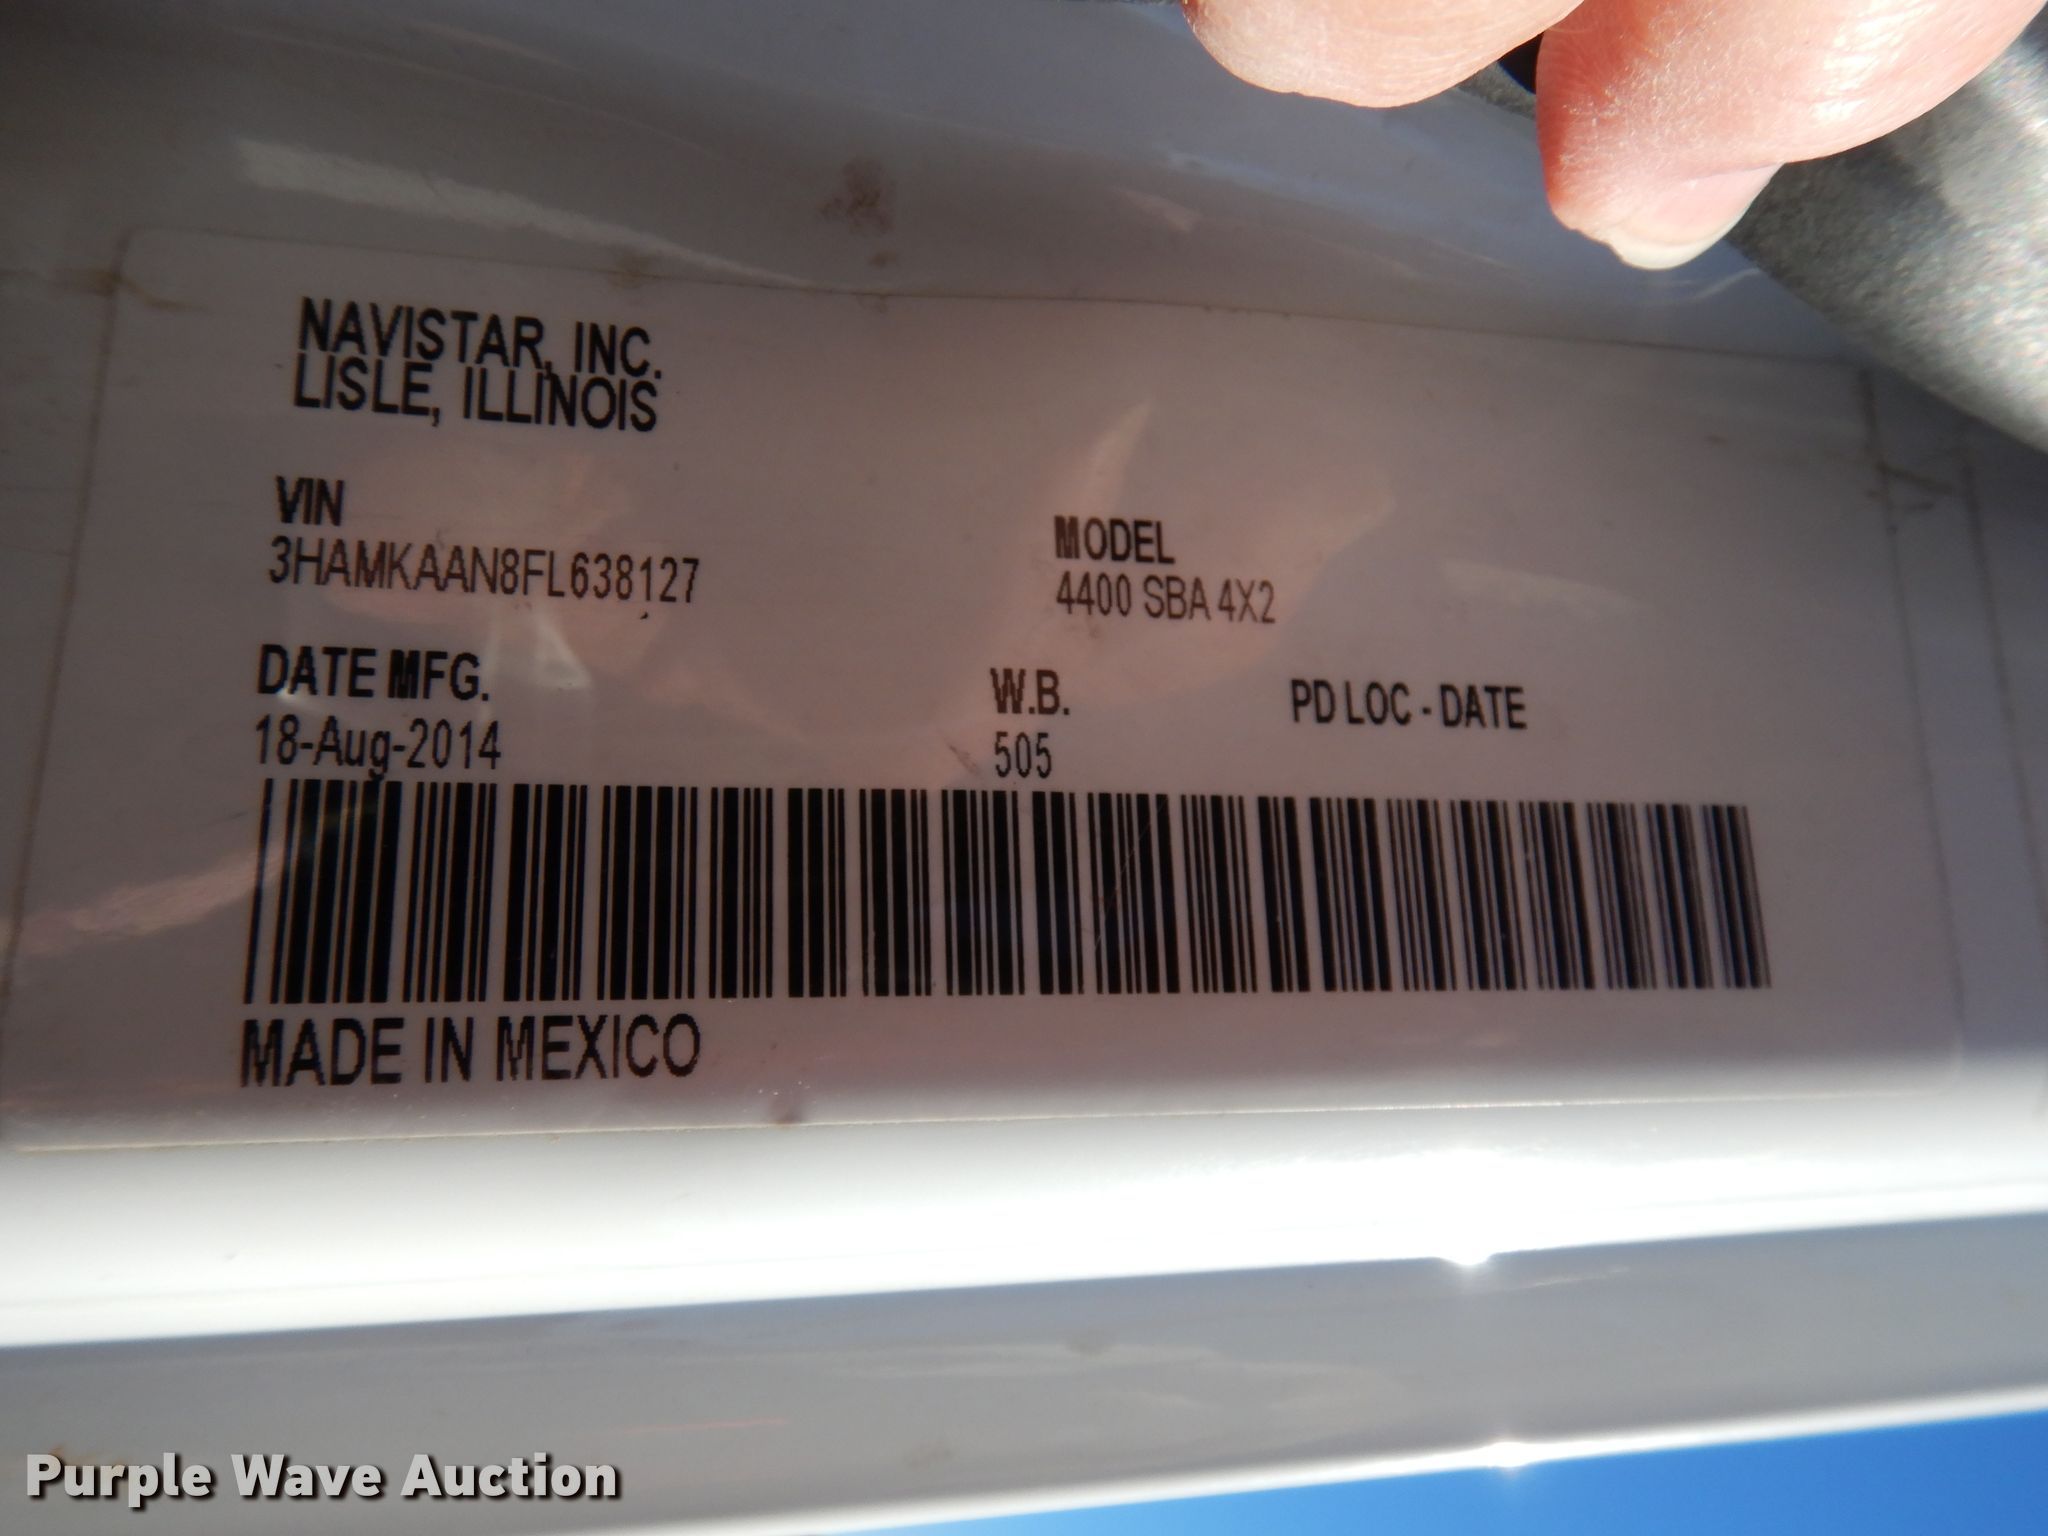 NAVISTAR, INC.
LISLE, ILLINOIS
VIN
3HAMKAAN8FL638127
MODEL
4400 SBA 4X2
DATE MFG.
18-Aug-2014
W.B.
505
PD LOC - DATE
MADE IN MEXICO
Purple Wave Auction